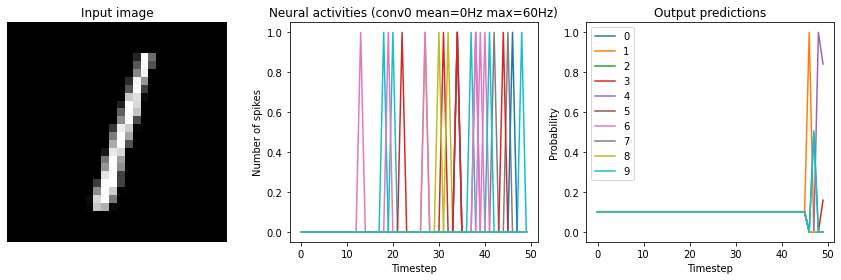 Input image
Neural activities (conv0 mean=0Hz max=60Hz)
Output predictions
Number of spikes
1.0
0.8
0.6
0.4
0.2
0.0
0 10 20 30 40 50
Timestep
Probability
1.0
0.8
0.6
0.4
0.2
0.0
0
1
2
3
4
5
6
7
8
9
0 10 20 30 40 50
Timestep